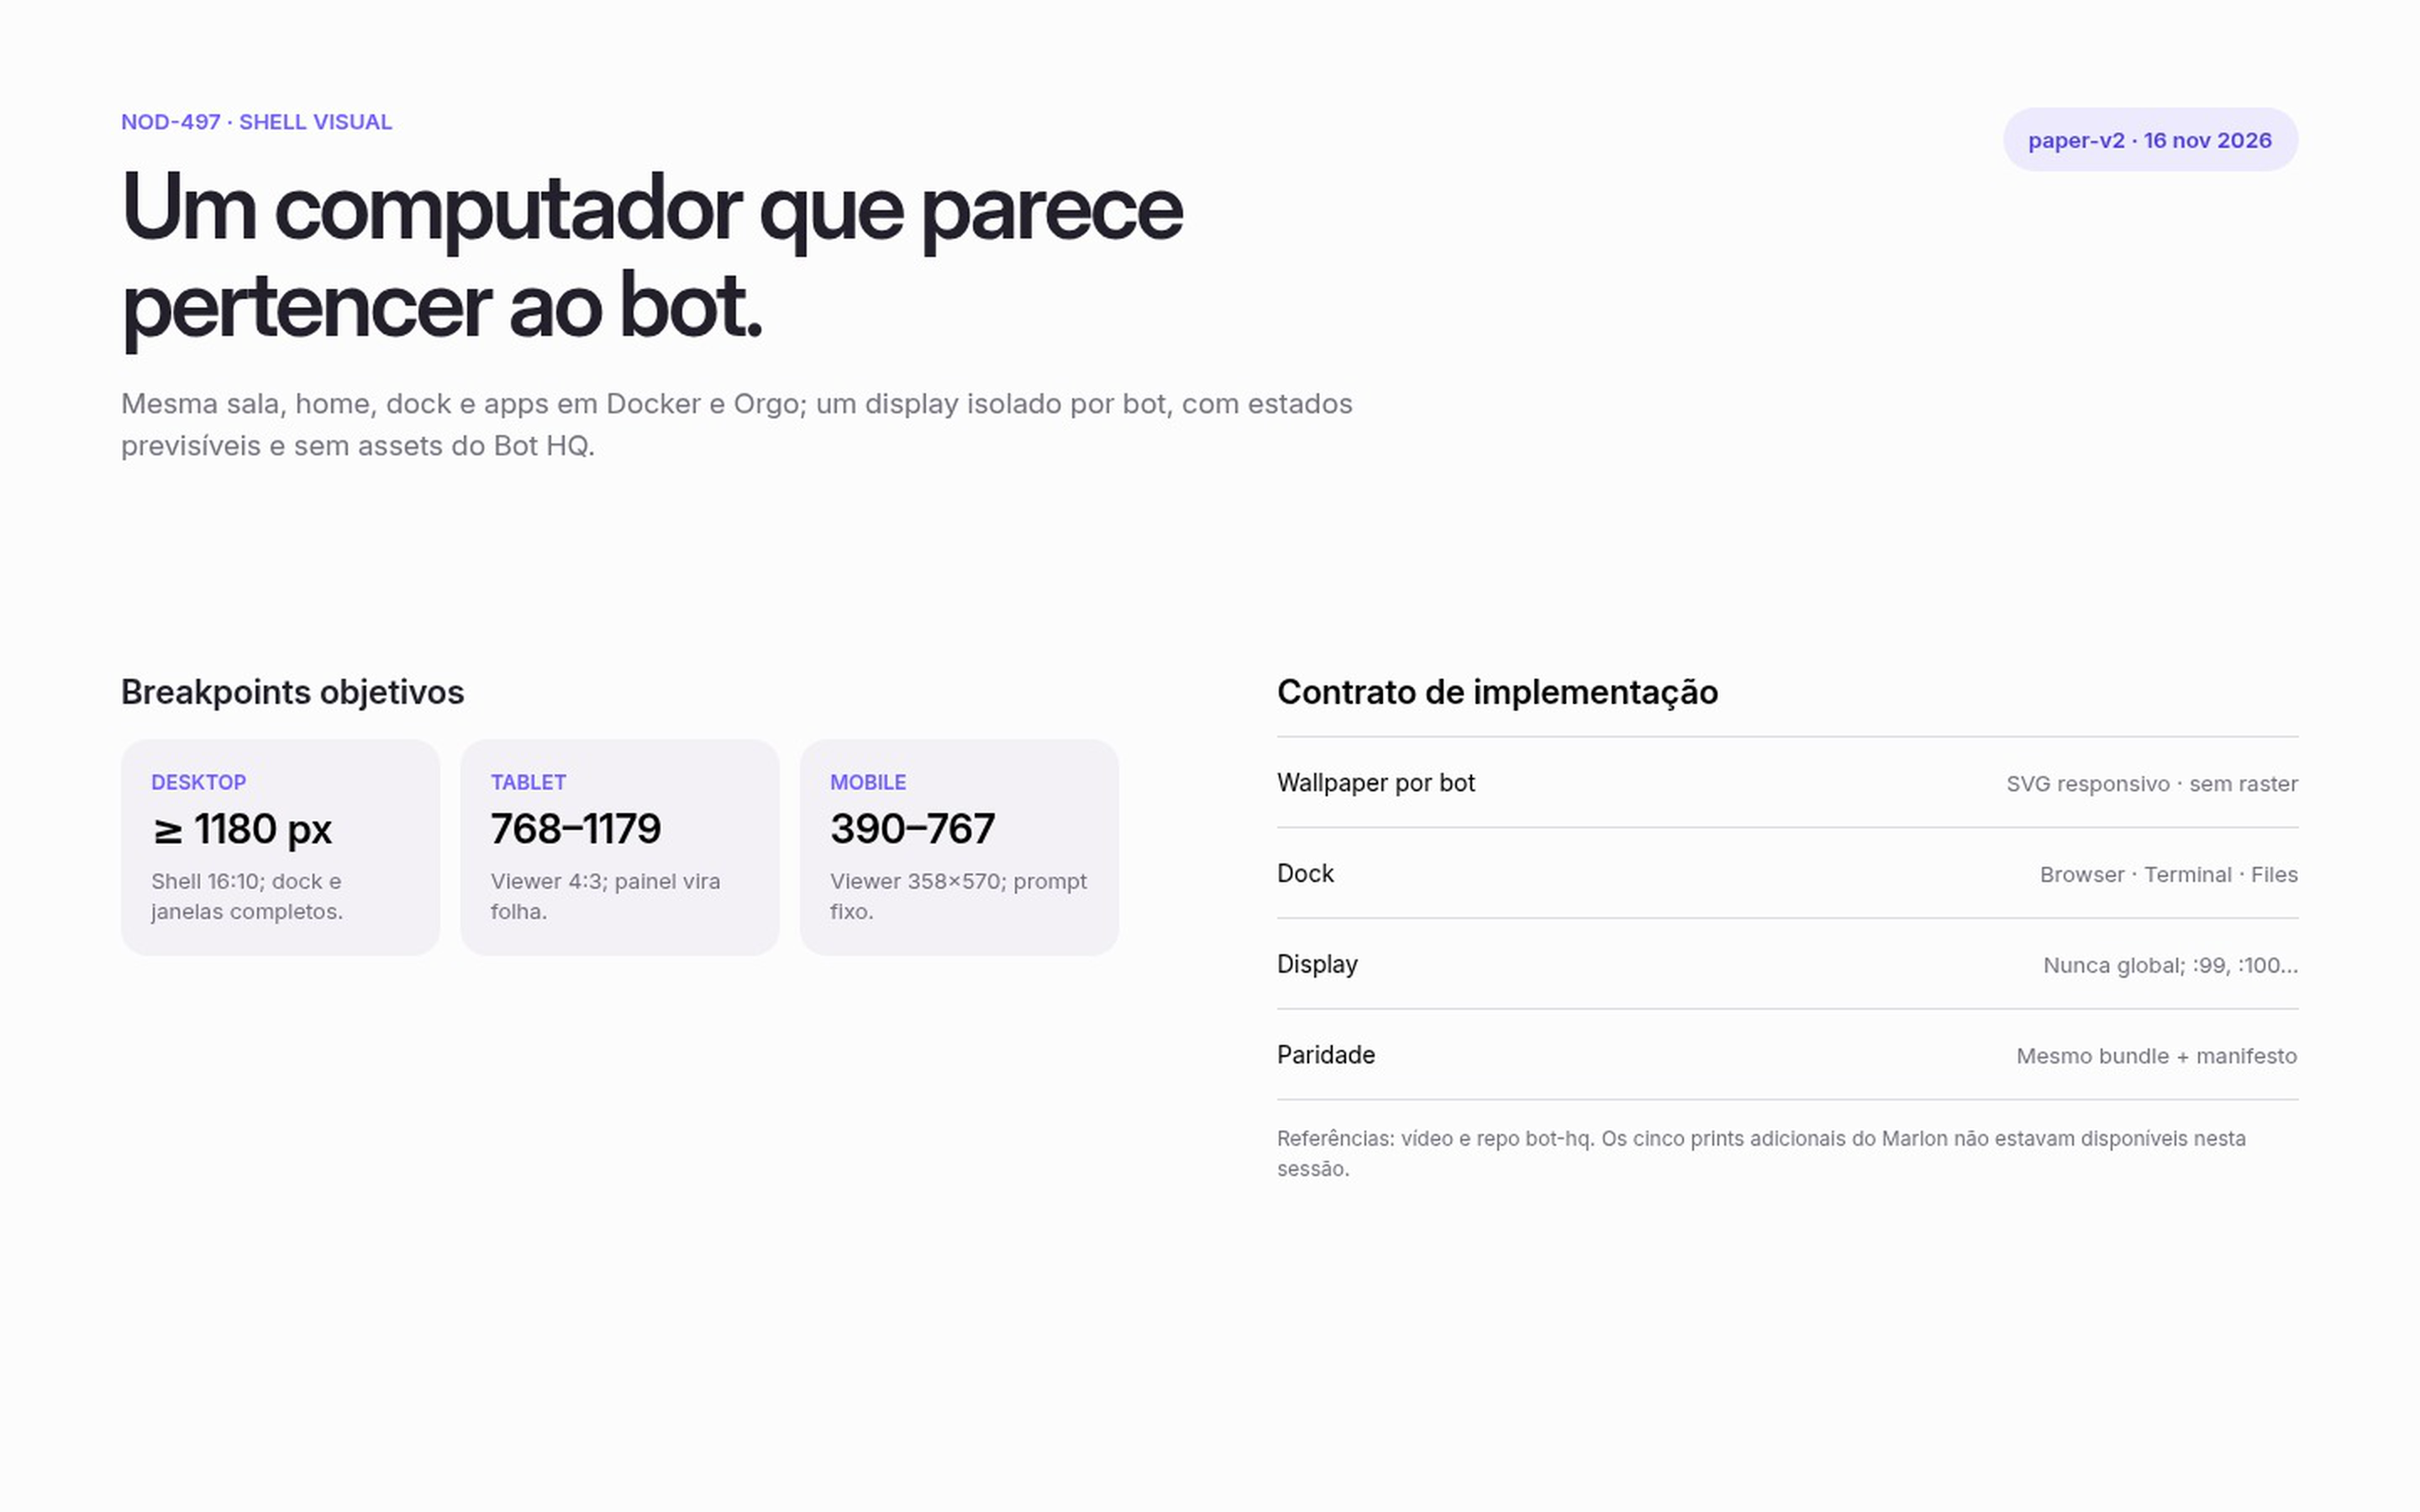 NOD-497 · SHELL VISUAL
paper-v2 · 16 nov 2026
Um computador que parece
pertencer ao bot.
Mesma sala, home, dock e apps em Docker e Orgo; um display isolado por bot, com estados
previsíveis e sem assets do Bot HQ.
Breakpoints objetivos
DESKTOP
≥ 1180 px
Shell 16:10; dock e
janelas completos.
TABLET
768–1179
Viewer 4:3; painel vira
folha.
MOBILE
390–767
Viewer 358×570; prompt
fixo.
Contrato de implementação
Wallpaper por bot
SVG responsivo · sem raster
Dock
Browser · Terminal · Files
Display
Nunca global; :99, :100…
Paridade
Mesmo bundle + manifesto
Referências: vídeo e repo bot-hq. Os cinco prints adicionais do Marlon não estavam disponíveis nesta
sessão.